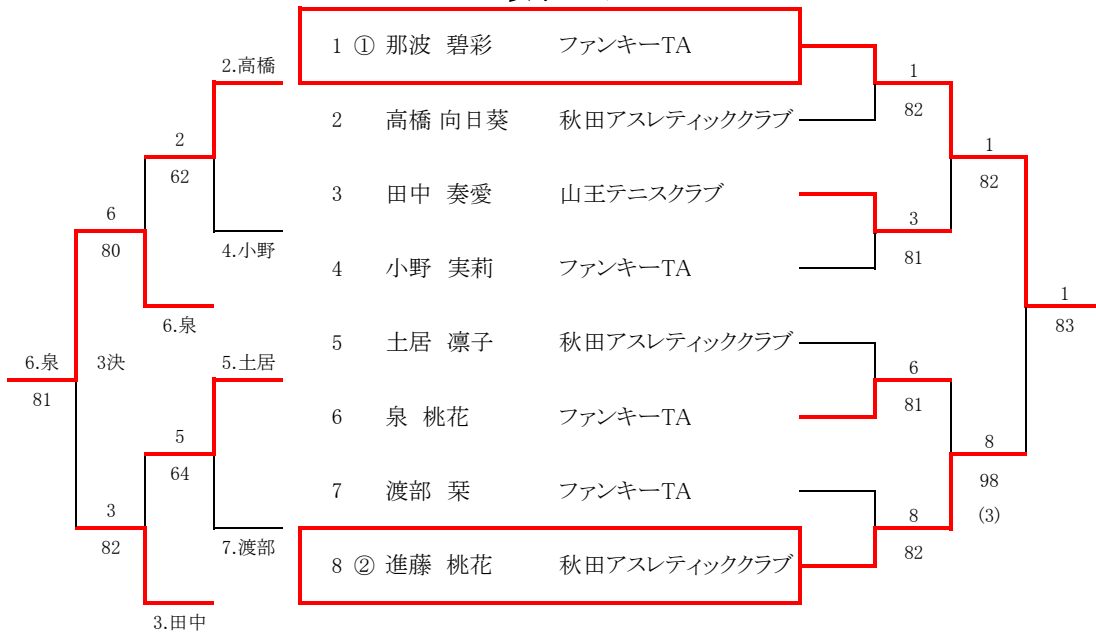 1 ① 那波 碧彩 ファンキーTA
2.高橋
1
2 高橋 向日葵 秋田アスレティッククラブ
82
2
1
62
3 田中 奏愛 山王テニスクラブ
82
6
3
80
4.小野
4 小野 実莉 ファンキーTA
81
1
6.泉
5 土居 凛子 秋田アスレティッククラブ
83
6.泉 3決
5.土居
6
81
6 泉 桃花 ファンキーTA
81
5
8
64
7 渡部 栞 ファンキーTA
98
3
8
(3)
82
7.渡部
8 ② 進藤 桃花 秋田アスレティッククラブ
82
3.田中